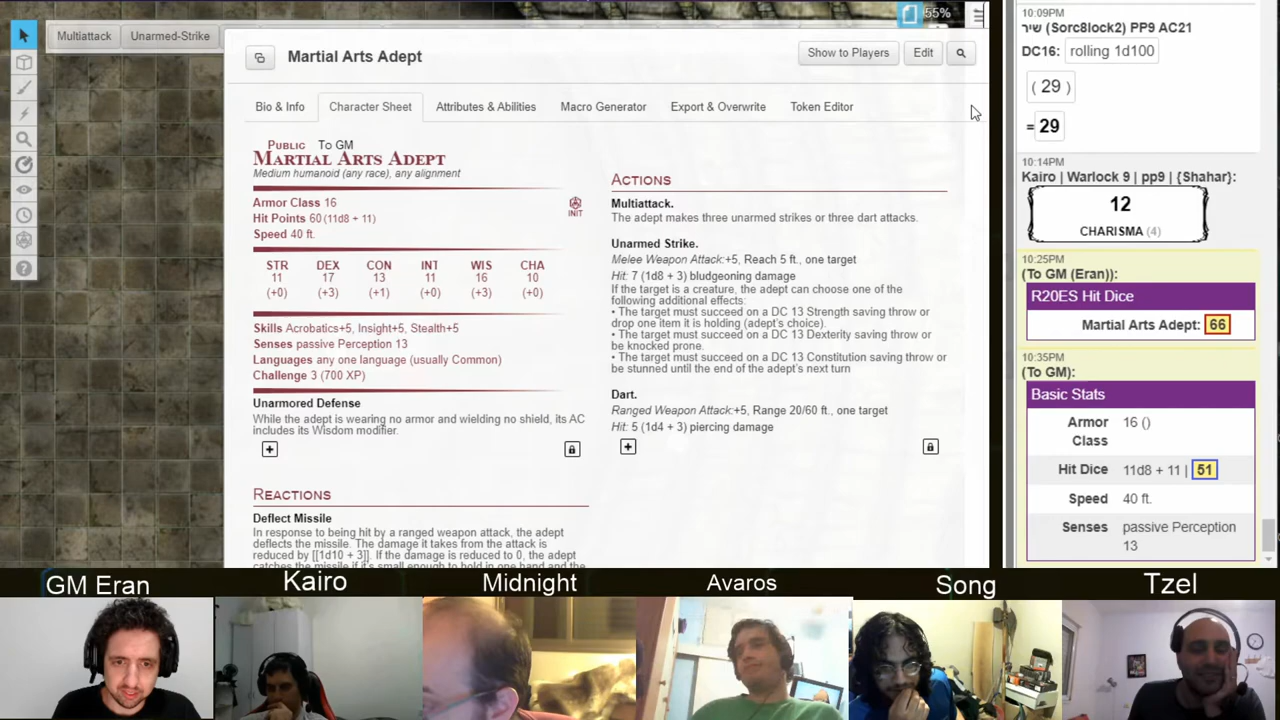 Multiattack
Unarmed-Strike
55%
Martial Arts Adept
Show to Players
Edit
Bio & Info
Character Sheet
Attributes & Abilities
Macro Generator
Export & Overwrite
Token Editor
PUBLIC To GM
MARTIAL ARTS ADEPT
Medium humanoid (any race), any alignment
Armor Class 16
Hit Points 60 (11d8 + 11)
Speed 40 ft.
INIT
STR DEX CON INT WIS CHA
11 17 13 11 16 10
(+0) (+3) (+1) (+0) (+3) (+0)
Skills Acrobatics+5, Insight+5, Stealth+5
Senses passive Perception 13
Languages any one language (usually Common)
Challenge 3 (700 XP)
Unarmored Defense
While the adept is wearing no armor and wielding no shield, its AC
includes its Wisdom modifier.
REACTIONS
Deflect Missile
In response to being hit by a ranged weapon attack, the adept
deflects the missile. The damage it takes from the attack is
reduced by [[1d10 + 3]]. If the damage is reduced to 0, the adept
catches the missile if it's small enough to hold in one hand and the
ACTIONS
Multiattack.
The adept makes three unarmed strikes or three dart attacks.
Unarmed Strike.
Melee Weapon Attack:+5, Reach 5 ft., one target
Hit: 7 (1d8 + 3) bludgeoning damage
If the target is a creature, the adept can choose one of the
following additional effects:
• The target must succeed on a DC 13 Strength saving throw or
drop one item it is holding (adept's choice).
• The target must succeed on a DC 13 Dexterity saving throw or
be knocked prone.
• The target must succeed on a DC 13 Constitution saving throw or
be stunned until the end of the adept's next turn
Dart.
Ranged Weapon Attack:+5, Range 20/60 ft., one target
Hit: 5 (1d4 + 3) piercing damage
10:09PM
שיר (Sorc8lock2) PP9 AC21
DC16: rolling 1d100
( 29 )
= 29
10:14PM
Kairo | Warlock 9 | pp9 | {Shahar}:
12
CHARISMA (4)
10:25PM
(To GM (Eran)):
R20ES Hit Dice
Martial Arts Adept: 66
10:35PM
(To GM):
Basic Stats
Armor 16 ()
Class
Hit Dice 11d8 + 11 | 51
Speed 40 ft.
Senses passive Perception
13
GM Eran
Kairo
Midnight
Avaros
Song
Tzel